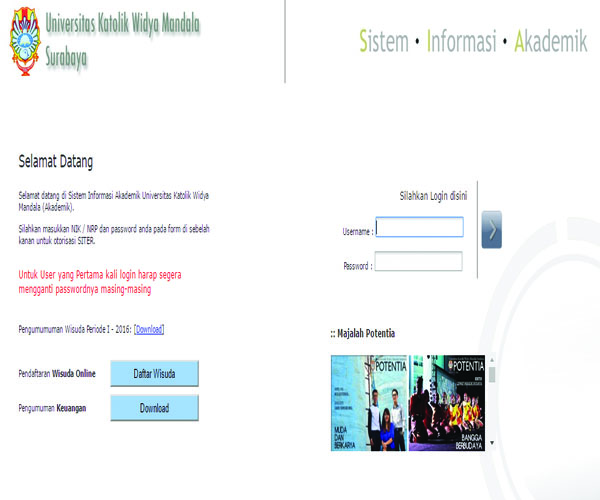 Universitas Katolik Widya Mandala
Surabaya
Sistem • Informasi • Akademik
Selamat Datang
Selamat datang di Sistem Informasi Akademik Universitas Katolik Widya
Mandala (Akademik).
Silahkan masukkan NIK / NRP dan password anda pada form di sebelah
kanan untuk otorisasi SITER.
Untuk User yang Pertama kali login harap segera
mengganti passwordnya masing-masing
Pengumumuman Wisuda Periode I - 2016: [Download]
Pendaftaran Wisuda Online
Daftar Wisuda
Pengumuman Keuangan
Download
Silahkan Login disini
Username :
Password :
:: Majalah Potentia
POTENTIA
MUDA
DAN
BERKARYA
POTENTIA
BANGGA
BERBUDAYA